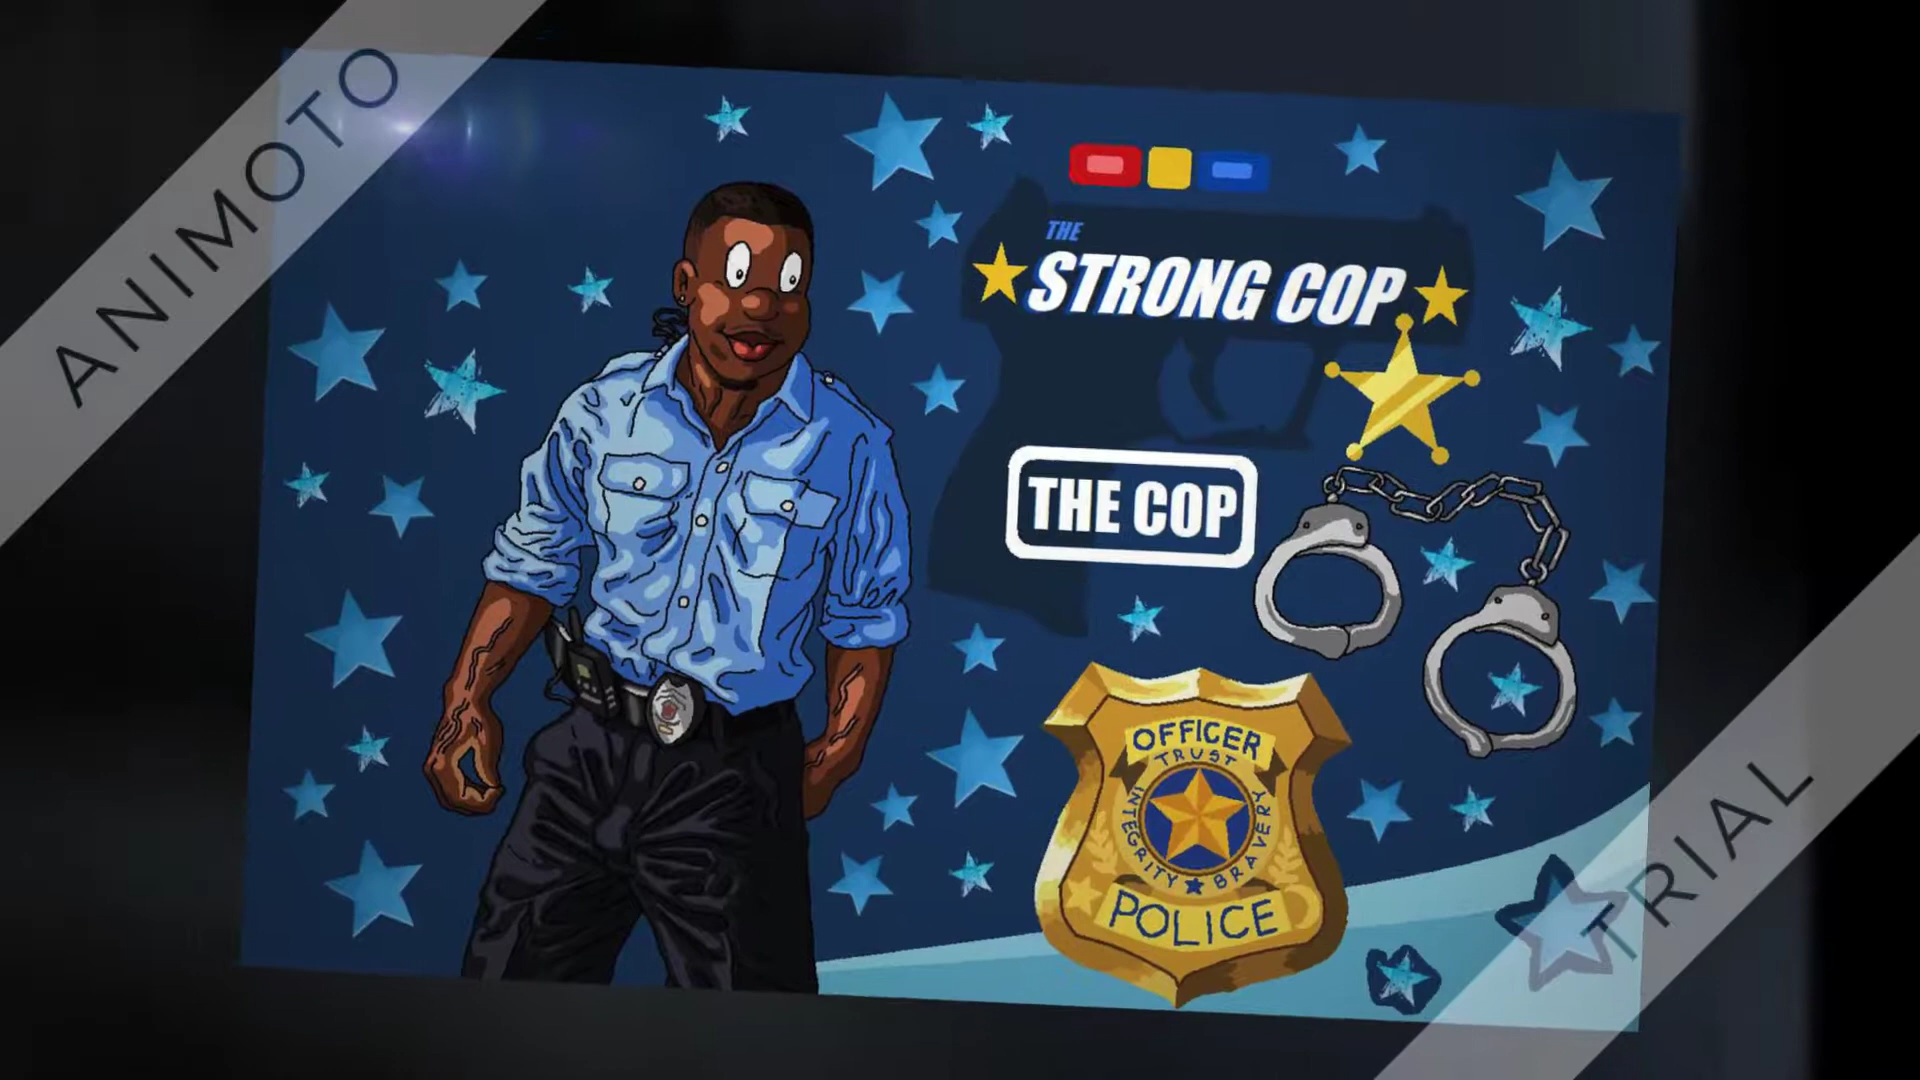 ANIMOTO
THE
STRONG COP
THE COP
OFFICER
TRUST
INTEGRITY
BRAVERY
POLICE
TRIAL